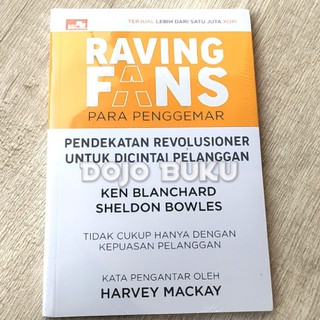 TERJUAL LEBIH DARI SATU JUTA KOPI
RAVING
FANS
PARA PENGGEMAR
PENDEKATAN REVOLUSIONER
UNTUK DICINTAI PELANGGAN
DOJO BUKU
KEN BLANCHARD
SHELDON BOWLES
TIDAK CUKUP HANYA DENGAN
KEPUASAN PELANGGAN
KATA PENGANTAR OLEH
HARVEY MACKAY